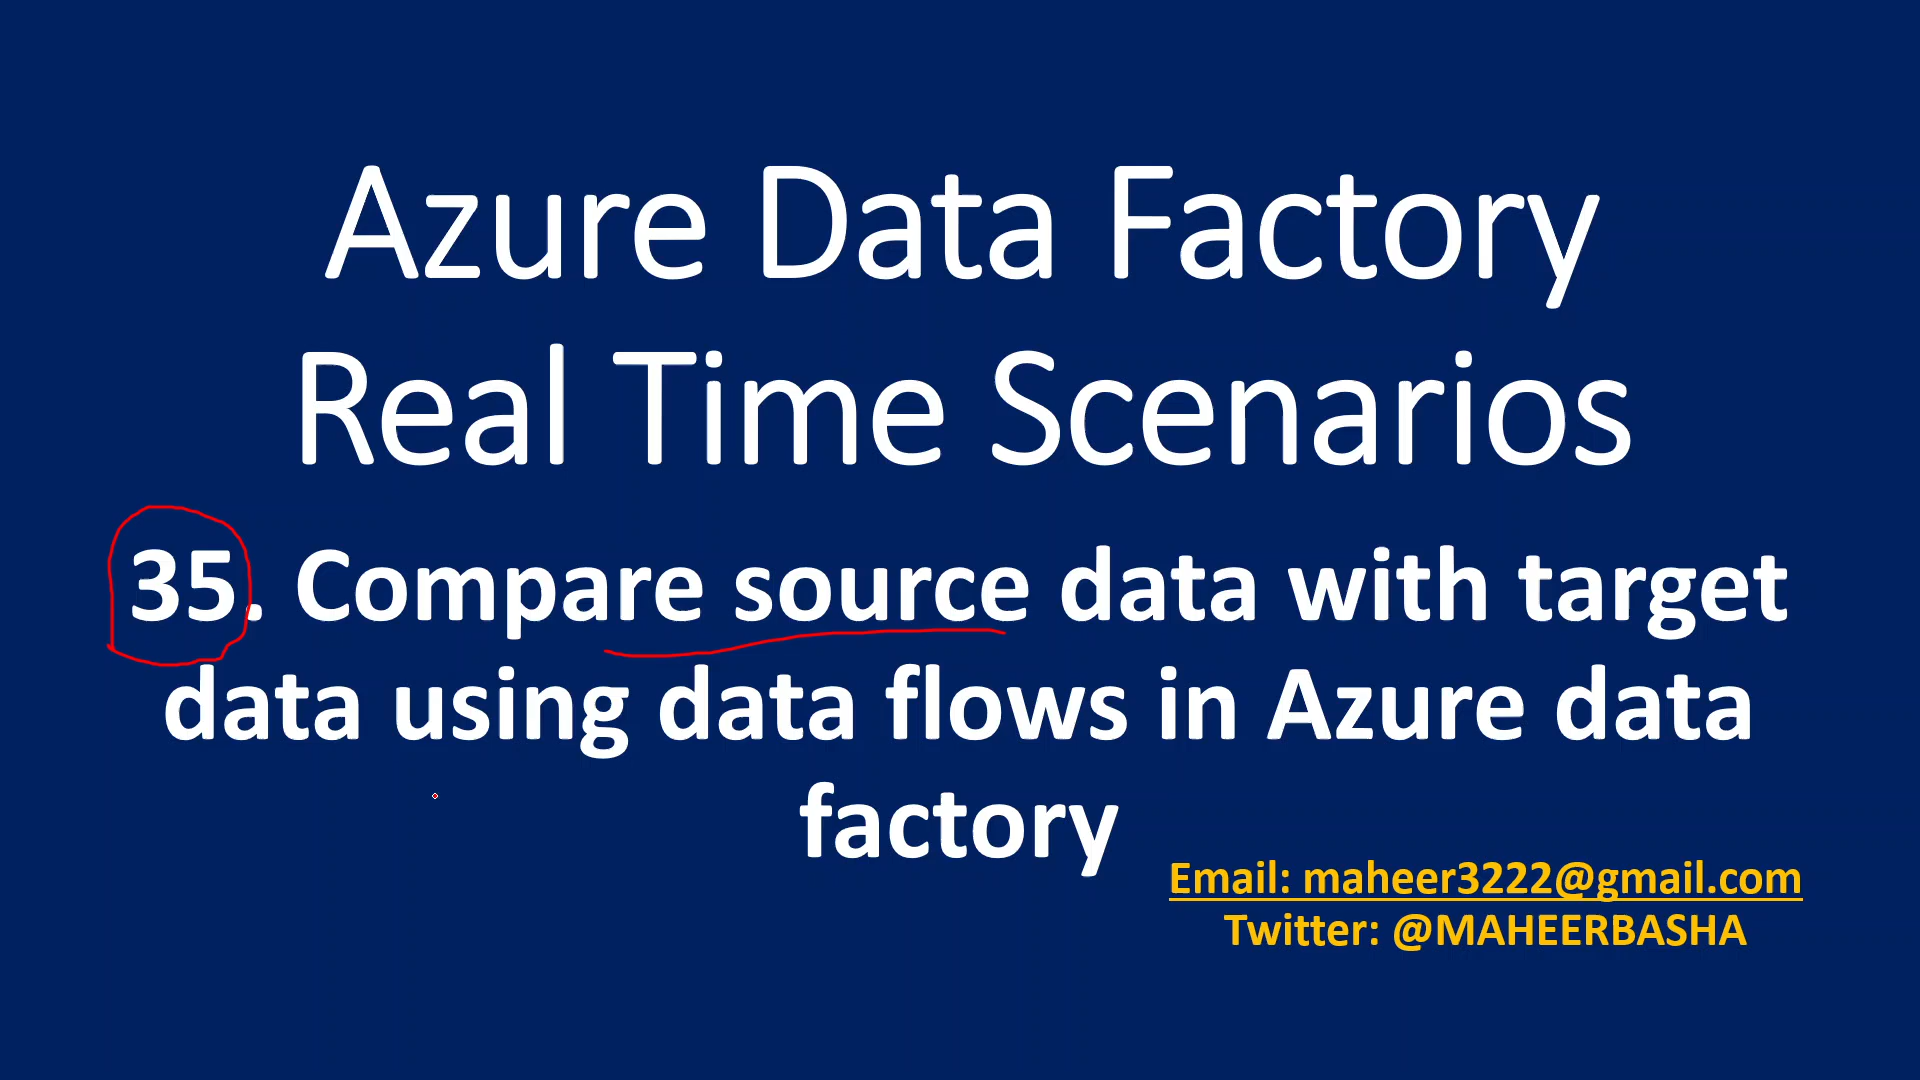 Azure Data Factory
Real Time Scenarios
35. Compare source data with target
data using data flows in Azure data
factory
Email: maheer3222@gmail.com
Twitter: @MAHEERBASHA